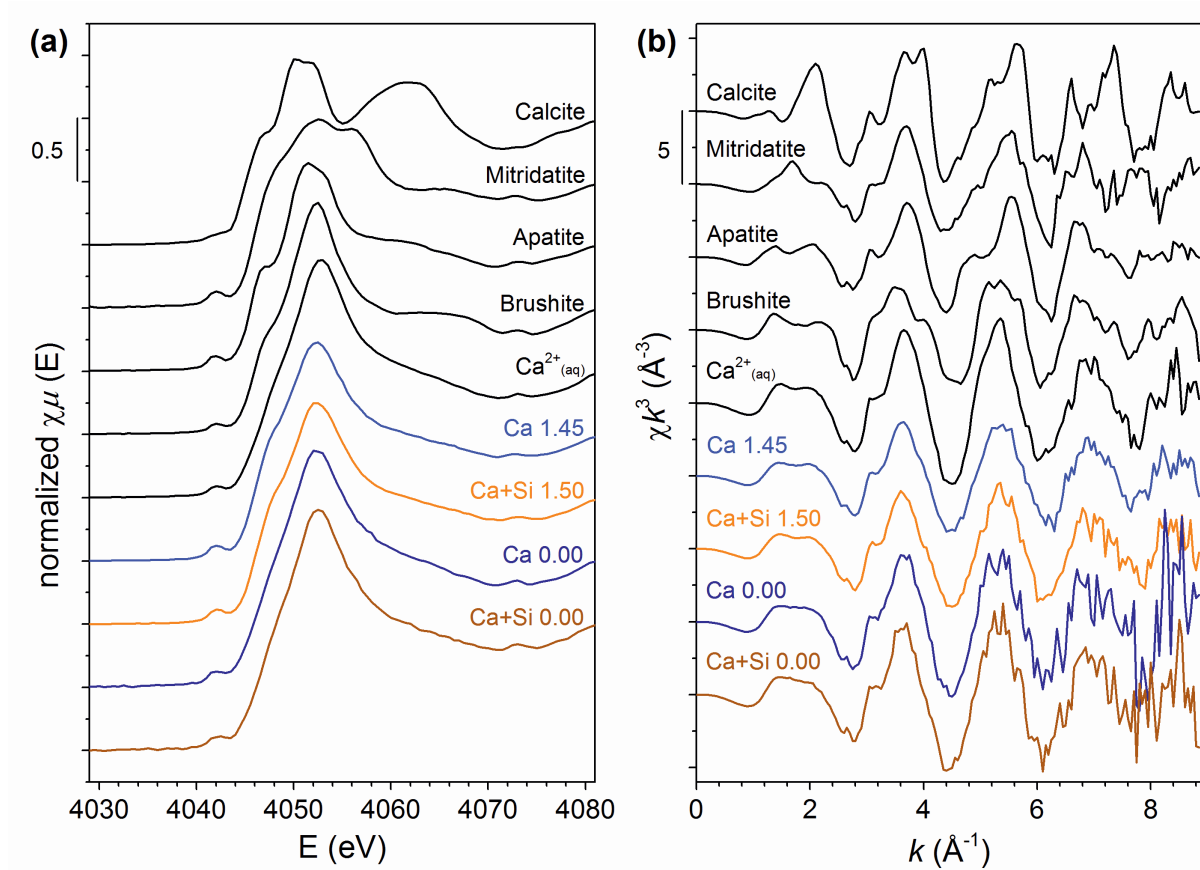 (a)
Calcite
Mitridatite
Apatite
Brushite
Ca²⁺(aq)
Ca 1.45
Ca+Si 1.50
Ca 0.00
Ca+Si 0.00
0.5
normalized χμ (E)
4030 4040 4050 4060 4070 4080
E (eV)
(b)
Calcite
Mitridatite
Apatite
Brushite
Ca²⁺(aq)
Ca 1.45
Ca+Si 1.50
Ca 0.00
Ca+Si 0.00
5
χk³ (Å⁻³)
0 2 4 6 8
k (Å⁻¹)